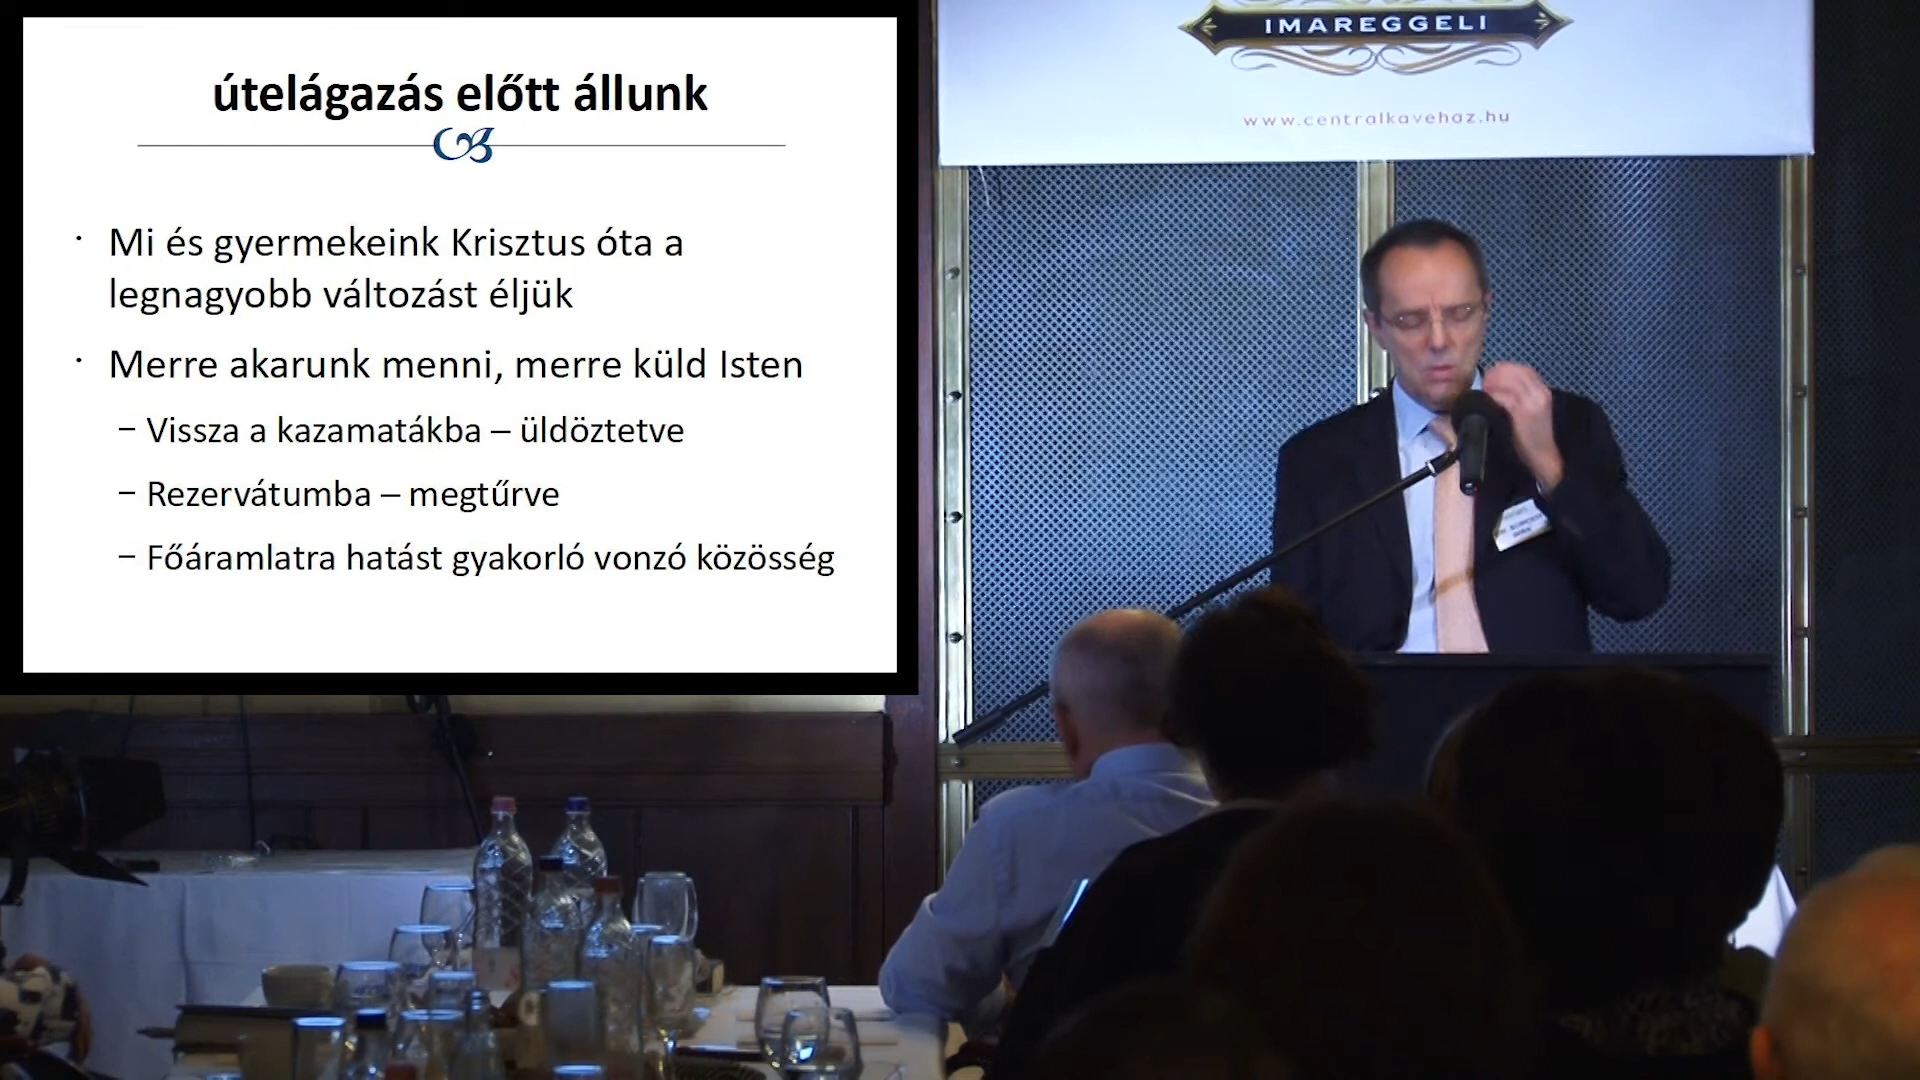 útelágazás előtt állunk
· Mi és gyermekeink Krisztus óta a
legnagyobb változást éljük
· Merre akarunk menni, merre küld Isten
– Vissza a kazamatákba – üldöztetve
– Rezervátumba – megtűrve
– Főáramlatra hatást gyakorló vonzó közösség
IMAREGGELI
www.centralkavehaz.hu